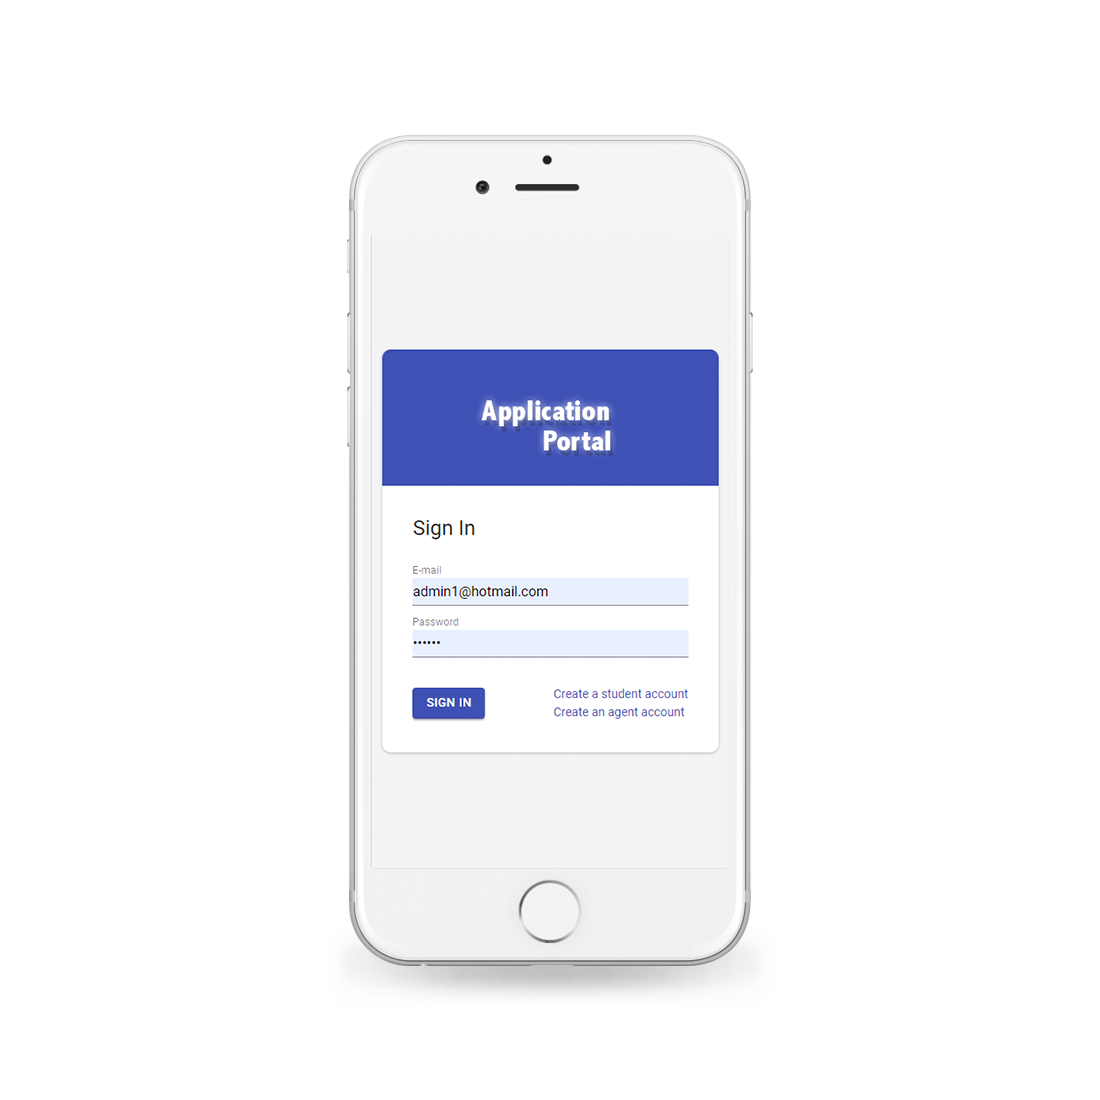 Application
Portal
Sign In
E-mail
admin1@hotmail.com
Password
••••••
SIGN IN
Create a student account
Create an agent account